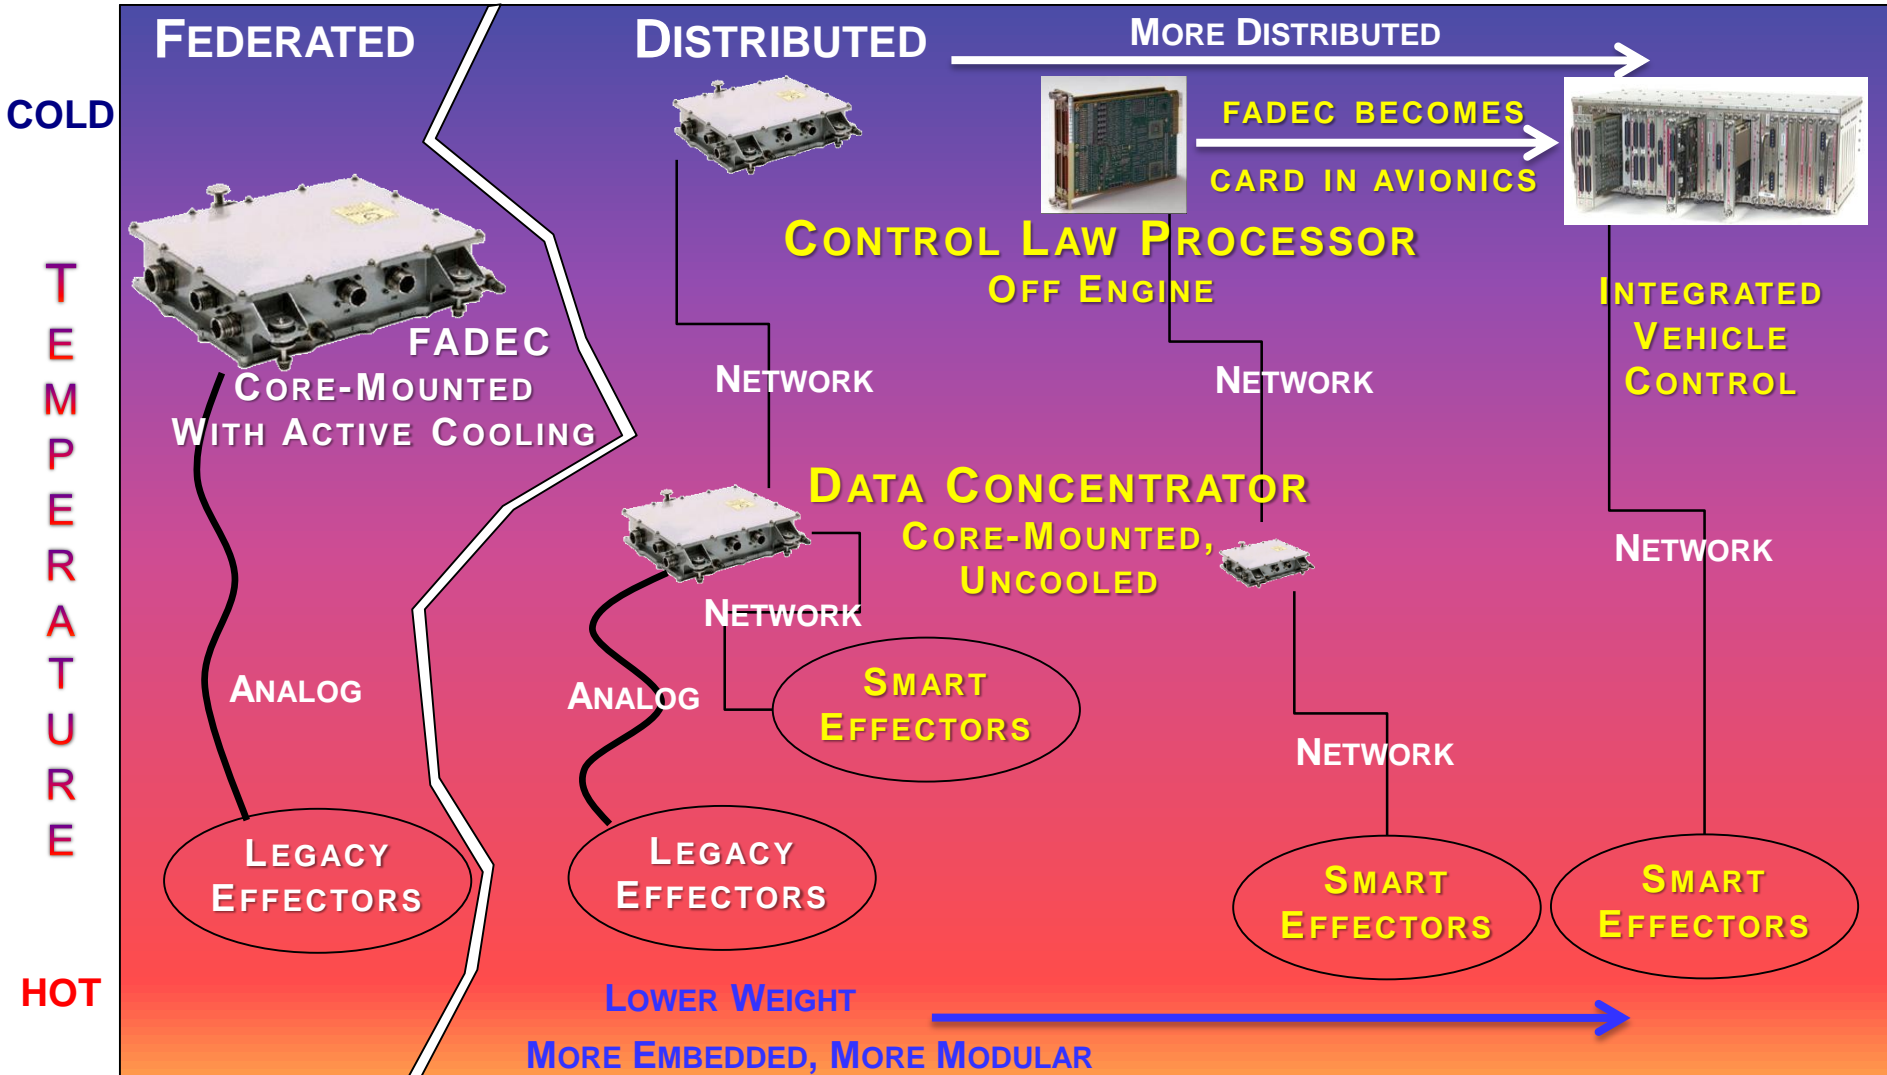 FEDERATED
DISTRIBUTED
MORE DISTRIBUTED
COLD
FADEC BECOMES
CARD IN AVIONICS
CONTROL LAW PROCESSOR
OFF ENGINE
TEMPERATURE
FADEC
CORE-MOUNTED
WITH ACTIVE COOLING
INTEGRATED
VEHICLE
CONTROL
NETWORK
NETWORK
DATA CONCENTRATOR
CORE-MOUNTED,
UNCOOLED
NETWORK
NETWORK
ANALOG
ANALOG
SMART
EFFECTORS
NETWORK
LEGACY
EFFECTORS
LEGACY
EFFECTORS
SMART
EFFECTORS
SMART
EFFECTORS
HOT
LOWER WEIGHT
MORE EMBEDDED, MORE MODULAR